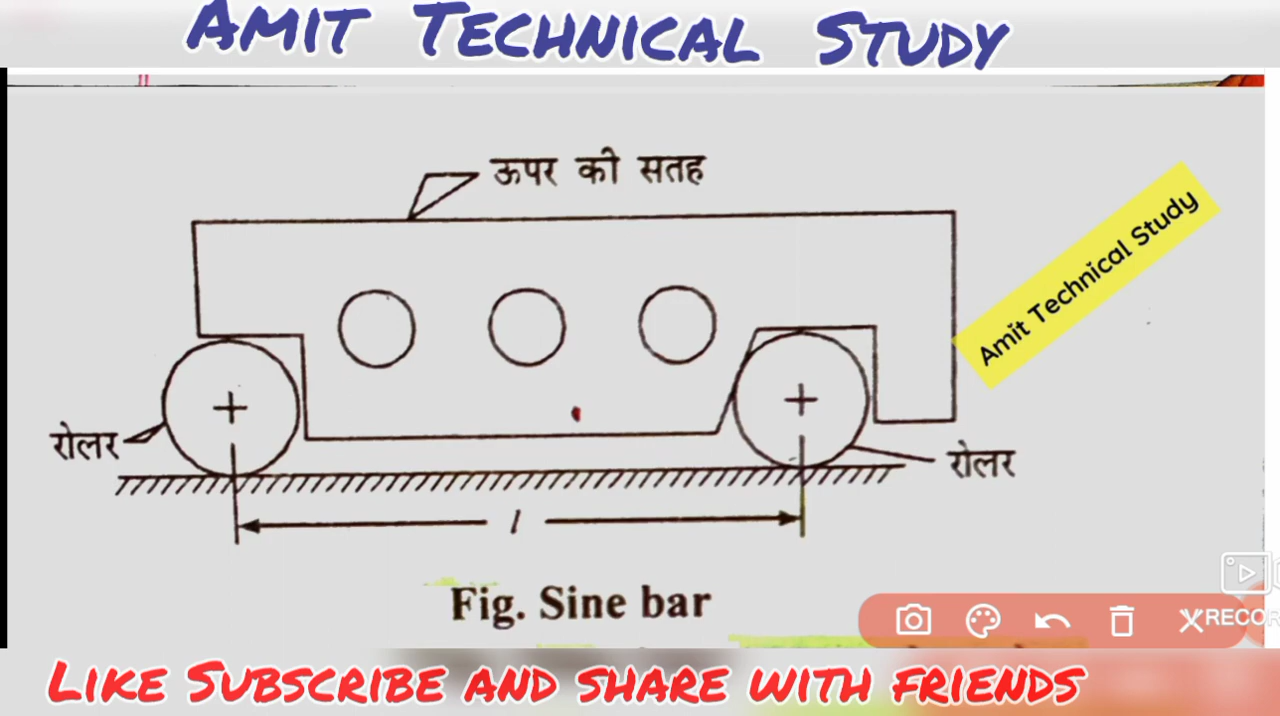 AMIT TECHNICAL STUDY
ऊपर की सतह
Amit Technical Study
रोलर
रोलर
l
Fig. Sine bar
XRECOR
LIKE SUBSCRIBE AND SHARE WITH FRIENDS